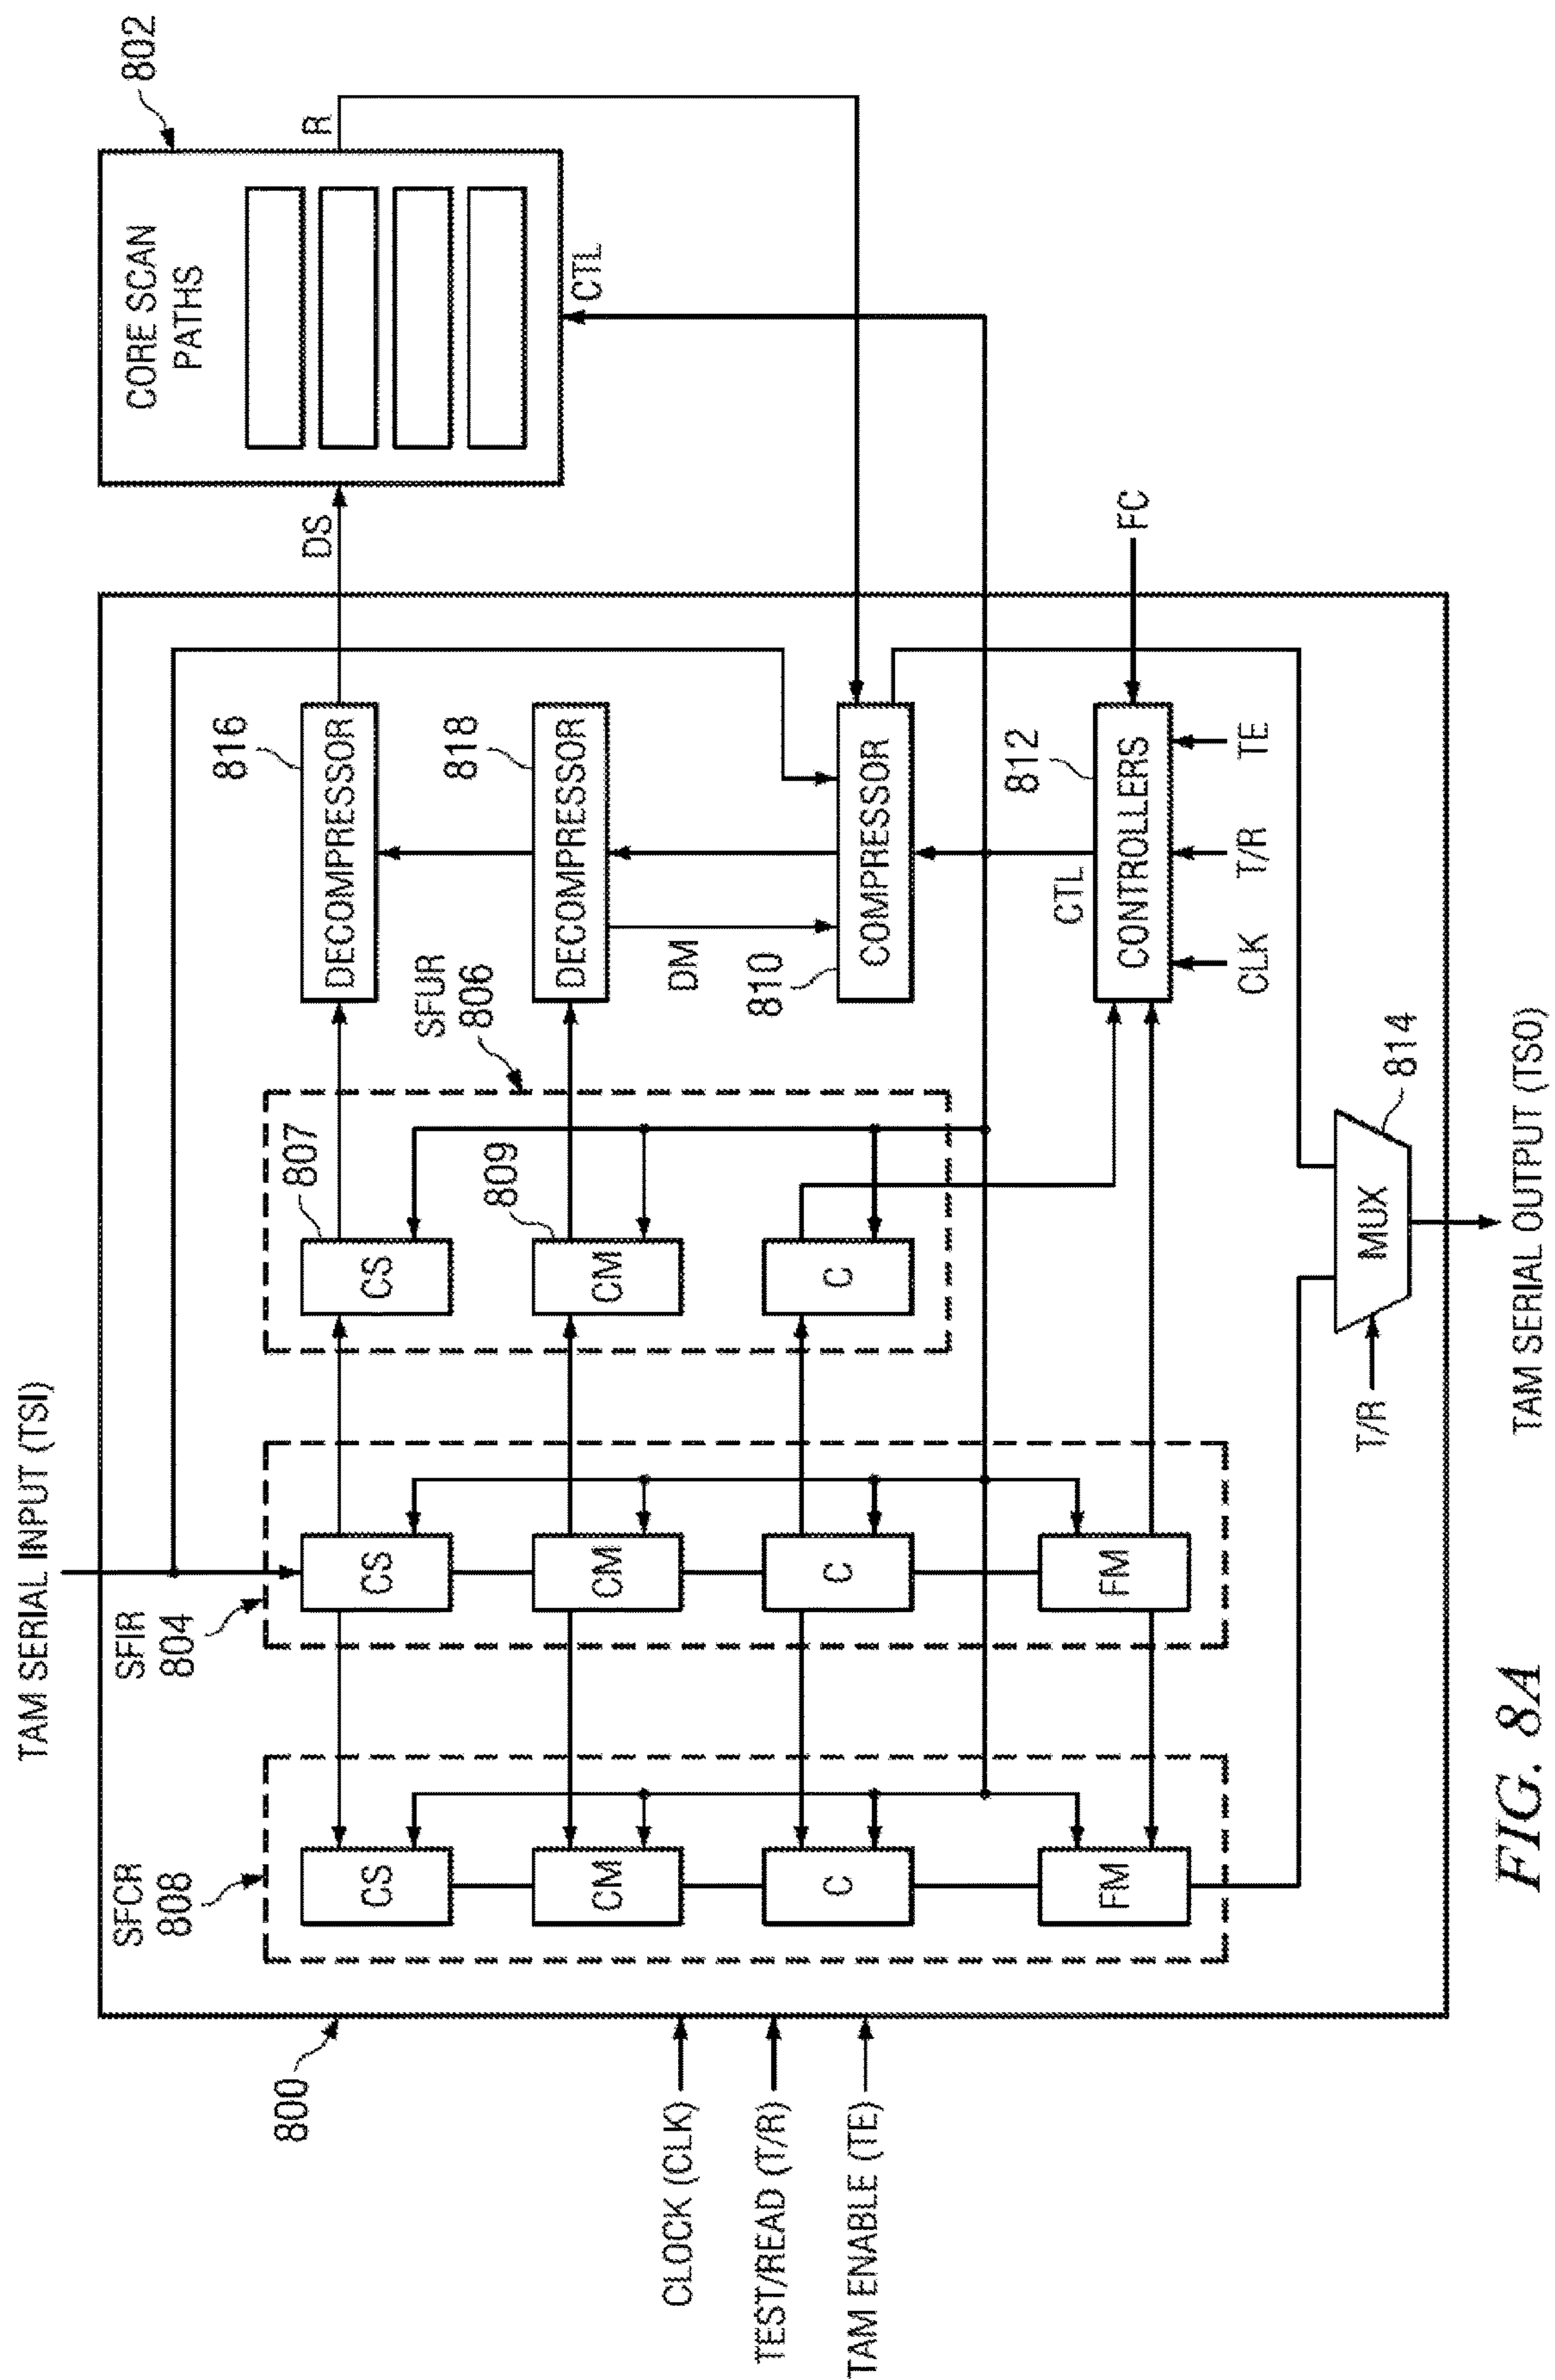 TAM SERIAL INPUT (TSI)
802
CORE SCAN
PATHS
R
DS
CTL
816
DECOMPRESSOR
818
DECOMPRESSOR
DM
810
COMPRESSOR
812
CTL
CONTROLLERS
FC
CLK
T/R
TE
SFUR
806
807
CS
809
CM
C
SFIR
804
CS
CM
C
FM
SFCR
808
CS
CM
C
FM
800
CLOCK (CLK)
TEST/READ (T/R)
TAM ENABLE (TE)
T/R
MUX
814
TAM SERIAL OUTPUT (TSO)
FIG. 8A